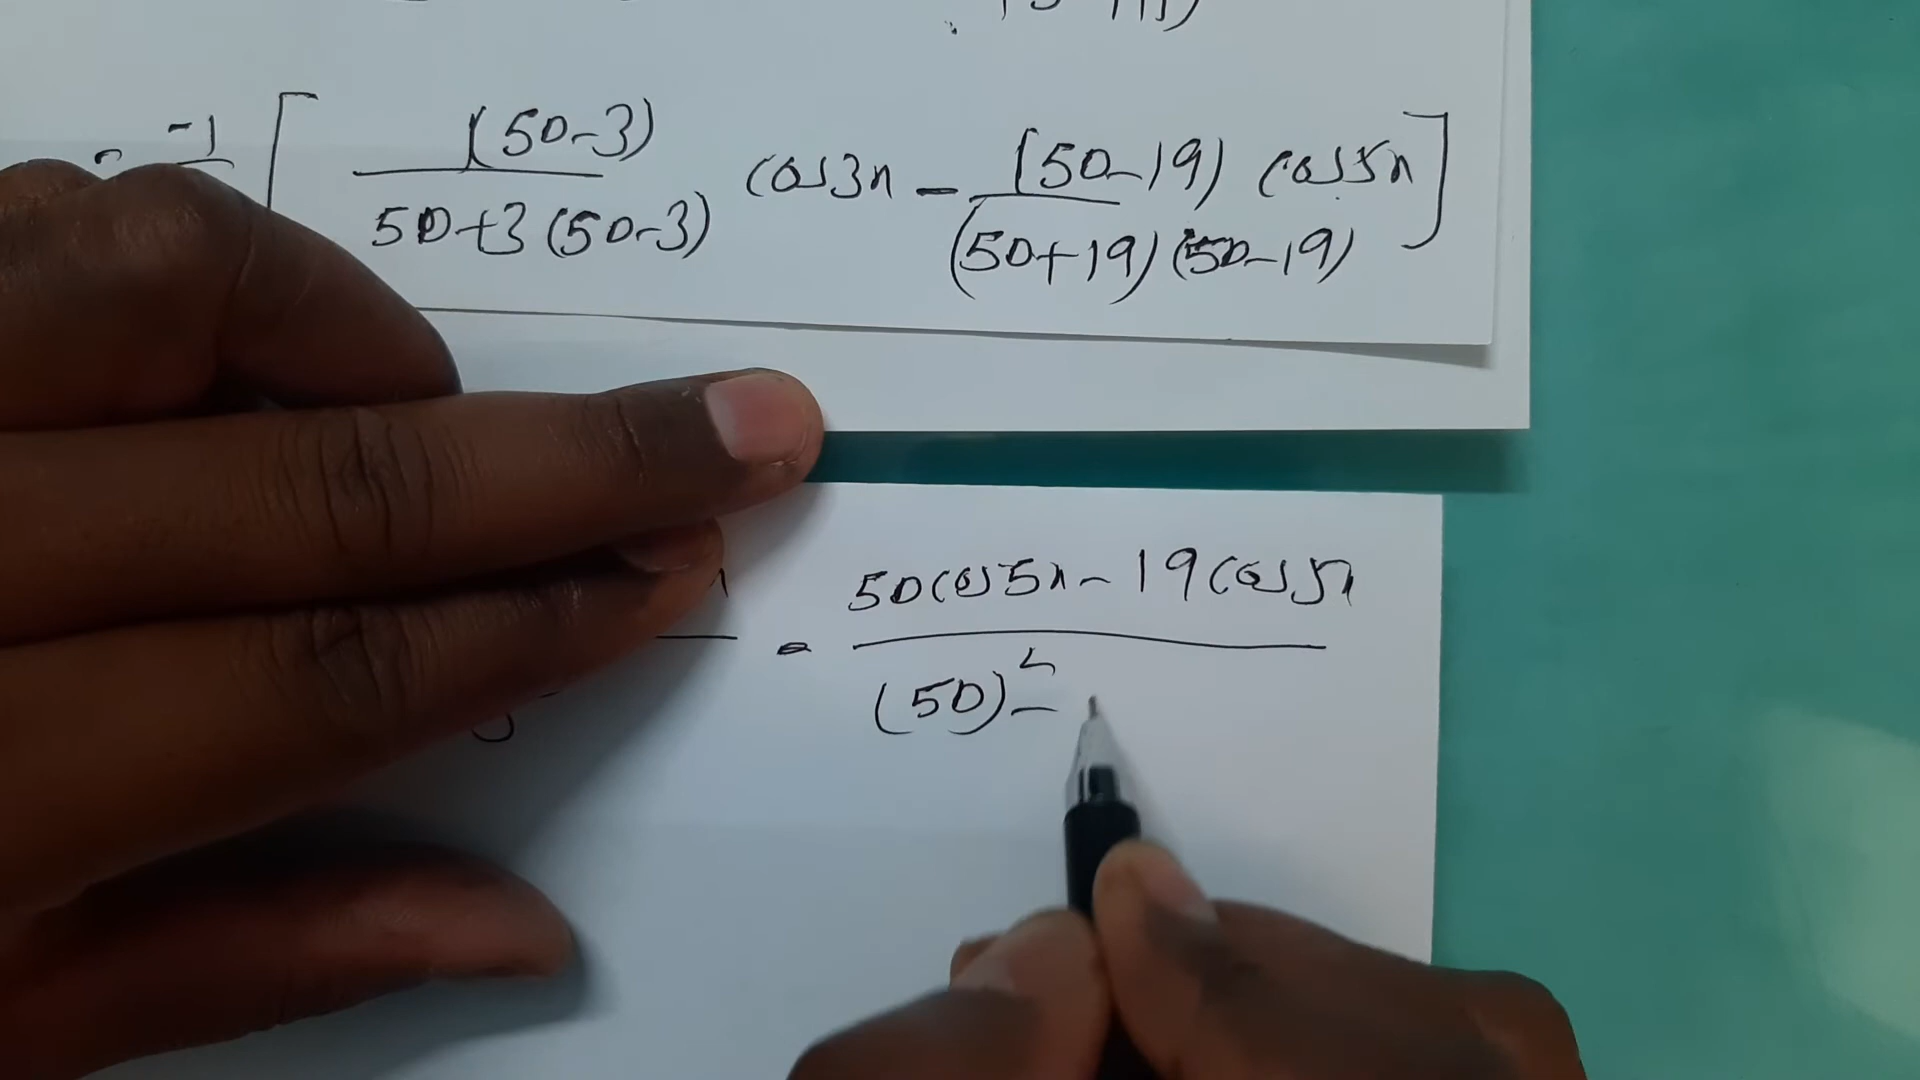 -1 [ (5D-3) / 5D+3 (5D-3) cos3x - (5D-19) cos5x / (5D+19) (5D-19) ]
- 5D cos5x - 19 cos5x / (5D)² -